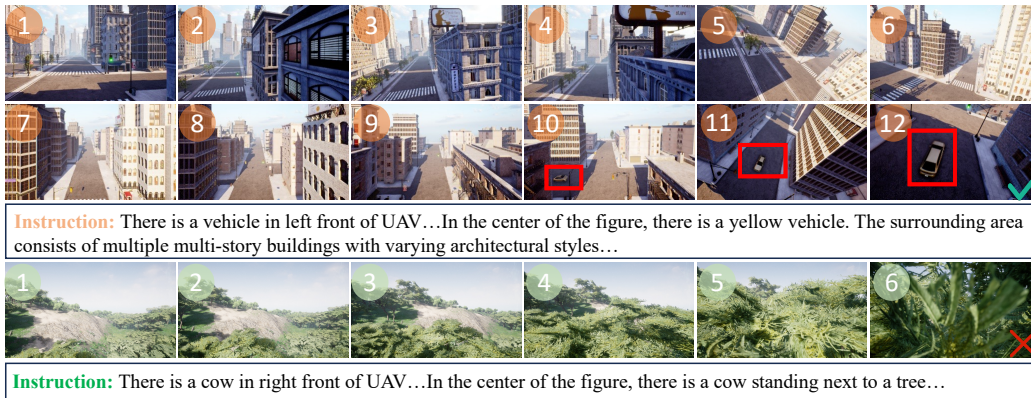 1 2 3 4 5 6
7 8 9 10 11 12
Instruction: There is a vehicle in left front of UAV…In the center of the figure, there is a yellow vehicle. The surrounding area
consists of multiple multi-story buildings with varying architectural styles…
1 2 3 4 5 6
Instruction: There is a cow in right front of UAV…In the center of the figure, there is a cow standing next to a tree…